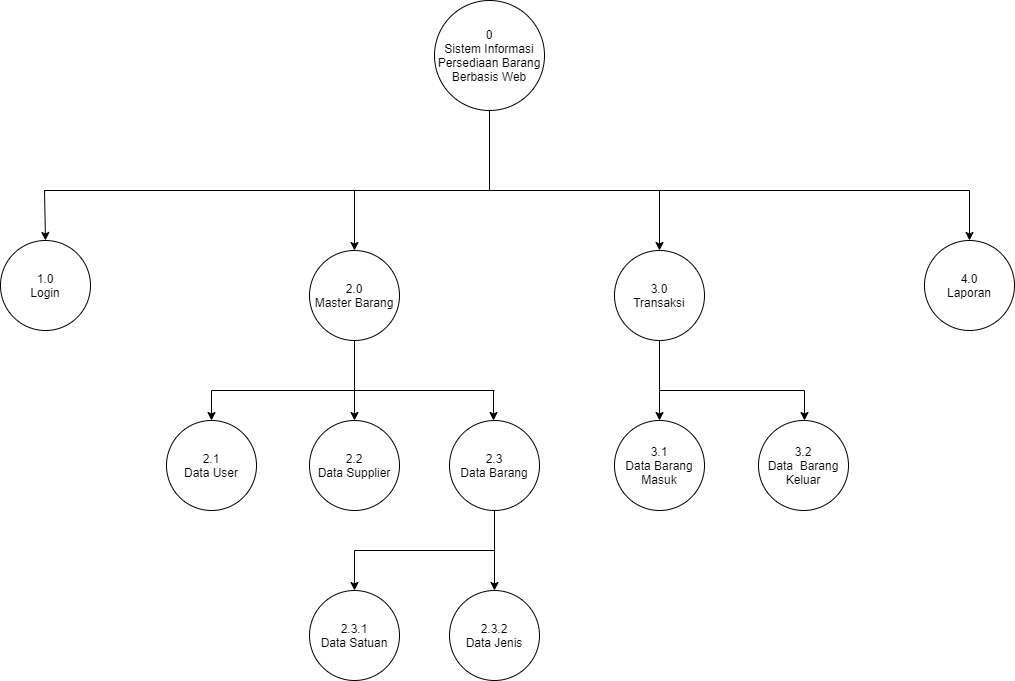 0
Sistem Informasi
Persediaan Barang
Berbasis Web
1.0
Login
2.0
Master Barang
3.0
Transaksi
4.0
Laporan
2.1
Data User
2.2
Data Supplier
2.3
Data Barang
3.1
Data Barang
Masuk
3.2
Data  Barang
Keluar
2.3.1
Data Satuan
2.3.2
Data Jenis